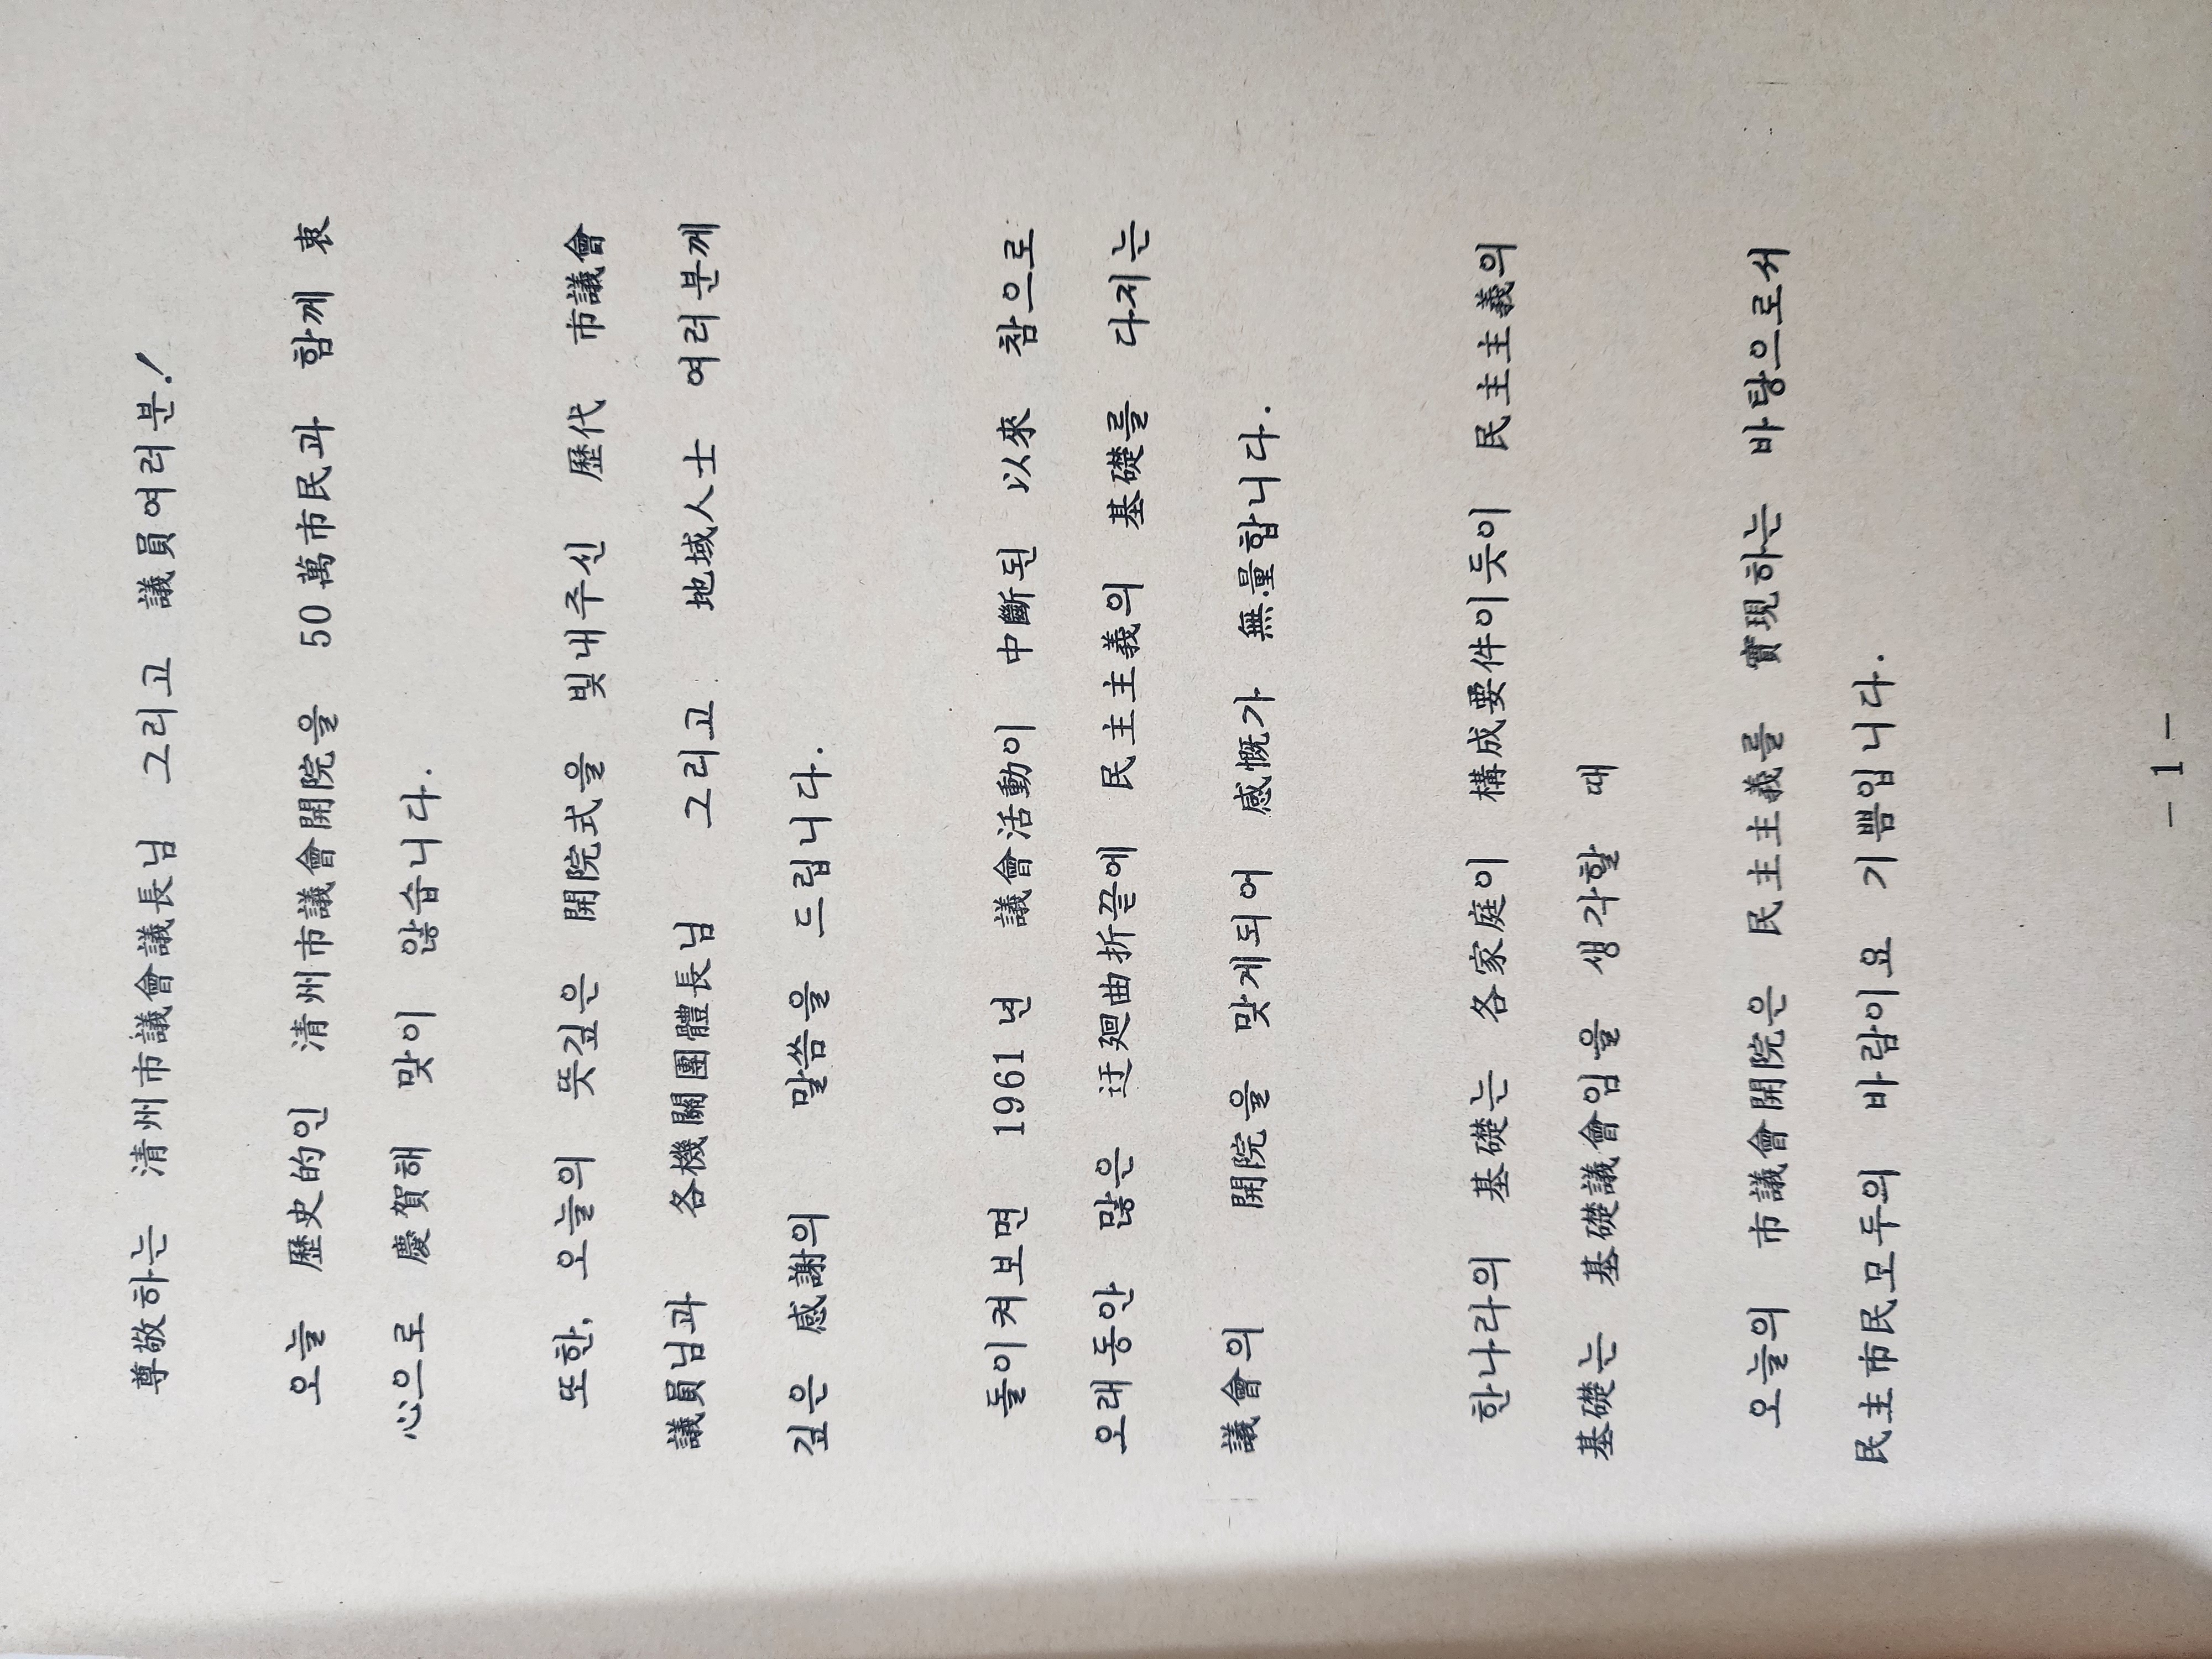 尊敬하는 清州市議會議長님 그리고 議員여러분!
오늘 歷史的인 清州市議會開院을 50萬市民과 함께 衷
心으로 慶賀해 맞이 않습니다.
또한, 오늘의 뜻깊은 開院式을 빛내주신 歷代 市議會
議員님과 各機關團體長님 그리고 地域人士 여러분께
깊은 感謝의 말씀을 드립니다.
돌이켜보면 1961년 議會活動이 中斷된 以來 참으로
오래동안 많은 迂廻曲折끝에 民主主義의 基礎를 다지는
議會의 開院을 맞게되어 感慨가 無量합니다.
한나라의 基礎는 各家庭이 構成要件이듯이 民主主義의
基礎는 基礎議會임을 생각할 때
오늘의 市議會開院은 民主主義를 實現하는 바탕으로서
民主市民모두의 바람이요 기쁨입니다.
- 1 -